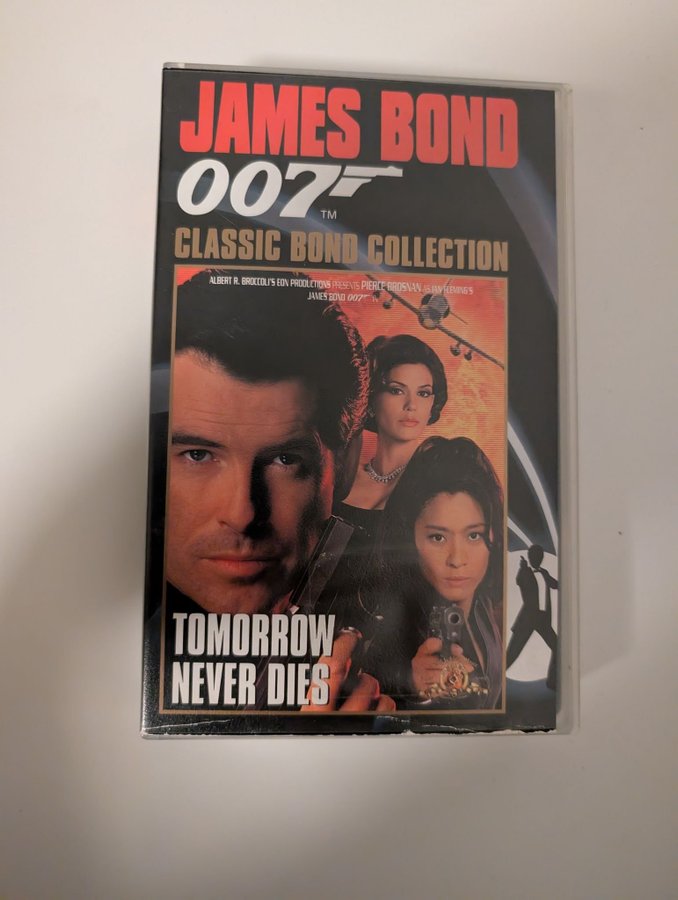 JAMES BOND
007 TM
CLASSIC BOND COLLECTION
ALBERT R. BROCCOLI'S EON PRODUCTIONS PRESENTS PIERCE BROSNAN AS IAN FLEMING'S
JAMES BOND 007 IN
TOMORROW
NEVER DIES